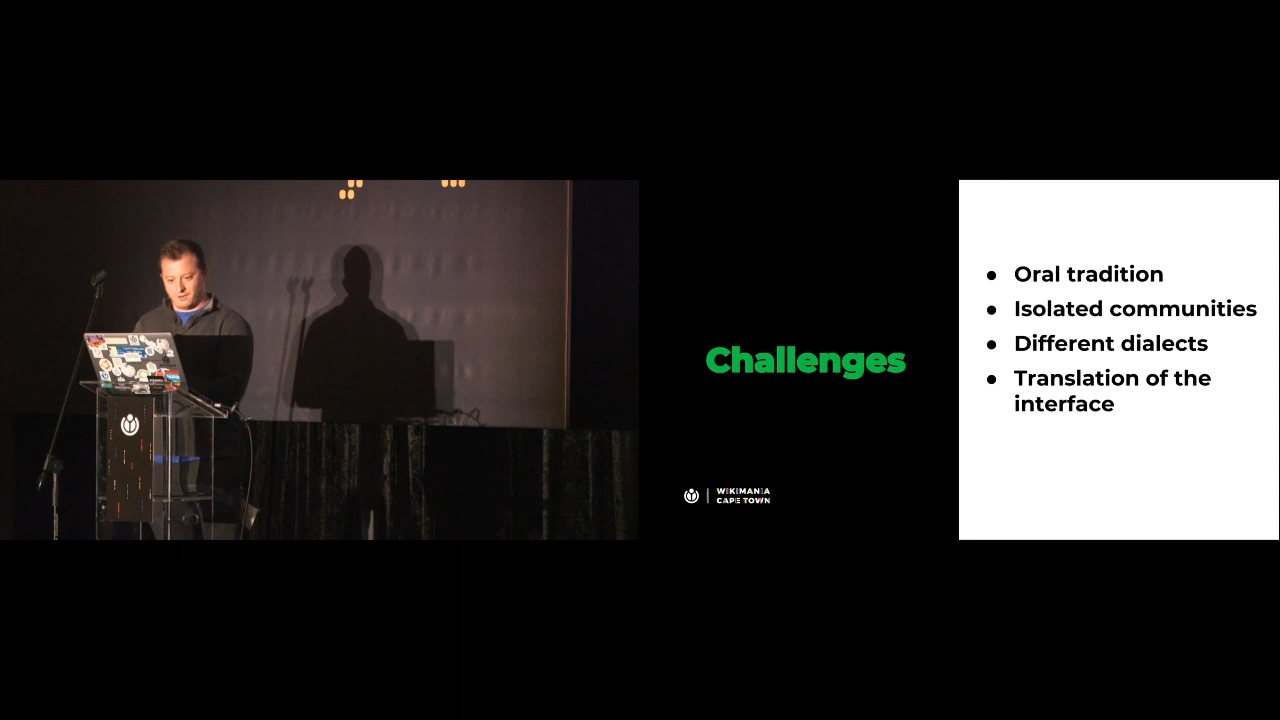 Challenges
● Oral tradition
● Isolated communities
● Different dialects
● Translation of the
interface
WIKIMANIA
CAPE TOWN